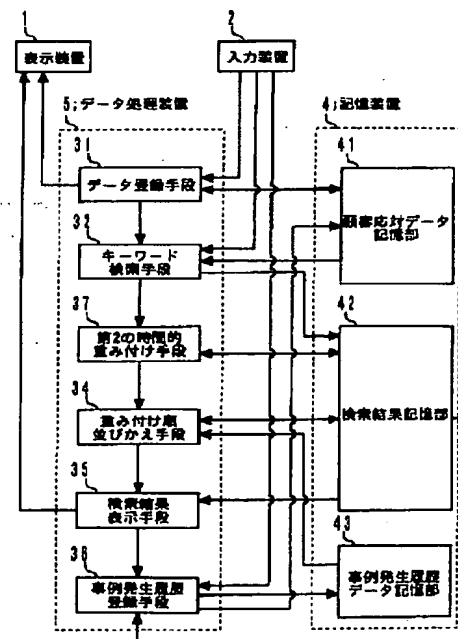 1
表示装置
2
入力装置
5;データ処理装置
4;記憶装置
31
データ登録手段
32
キーワード
検索手段
37
第2の時間的
重み付け手段
34
重み付け順
並びかえ手段
35
検索結果
表示手段
36
事例発生履歴
登録手段
41
顧客応対データ
記憶部
42
検索結果記憶部
43
事例発生履歴
データ記憶部